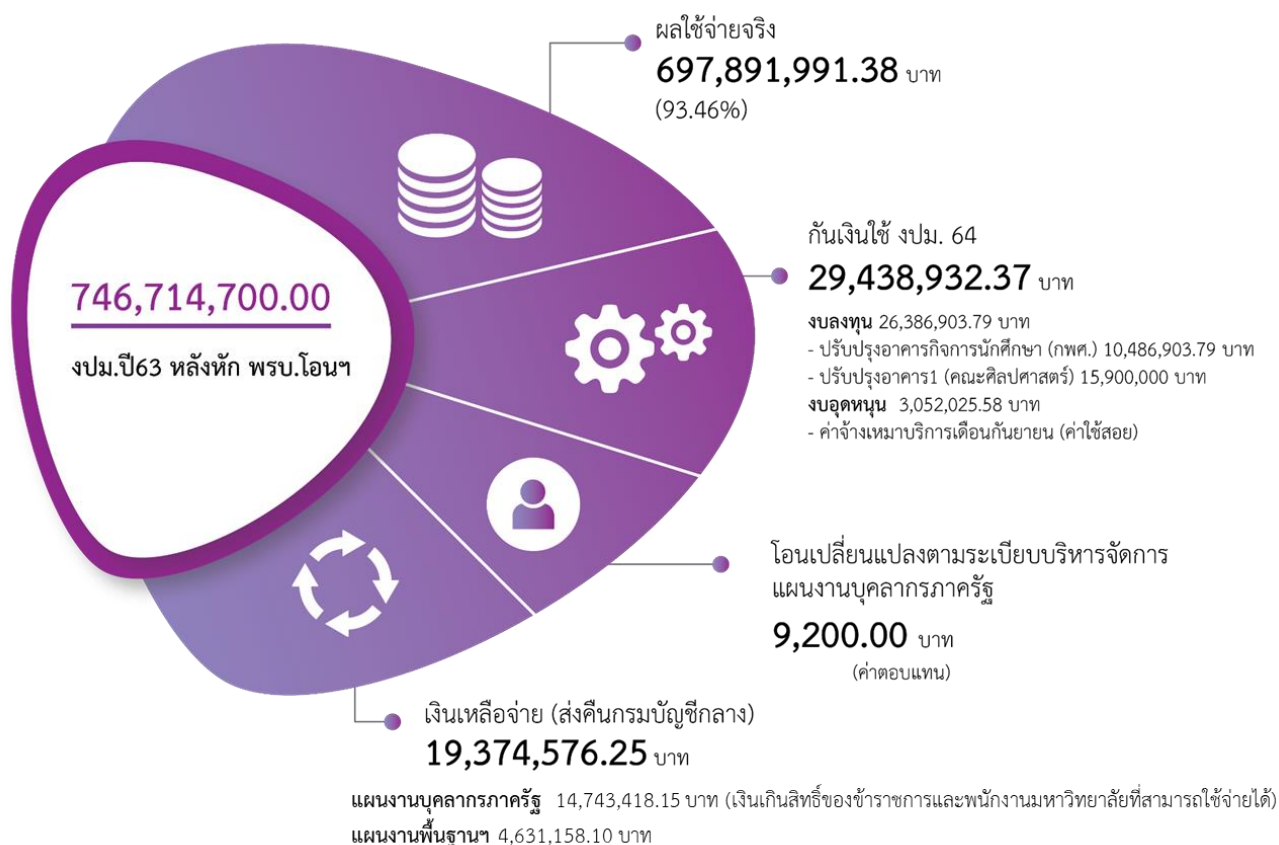 ผลใช้จ่ายจริง
697,891,991.38 บาท
(93.46%)
746,714,700.00
งปม.ปี63 หลังหัก พรบ.โอนฯ
กันเงินใช้ งปม. 64
29,438,932.37 บาท
งบลงทุน 26,386,903.79 บาท
- ปรับปรุงอาคารกิจการนักศึกษา (กพศ.) 10,486,903.79 บาท
- ปรับปรุงอาคาร1 (คณะศิลปศาสตร์) 15,900,000 บาท
งบอุดหนุน 3,052,025.58 บาท
- ค่าจ้างเหมาบริการเดือนกันยายน (ค่าใช้สอย)
โอนเปลี่ยนแปลงตามระเบียบบริหารจัดการ
แผนงานบุคลากรภาครัฐ
9,200.00 บาท
(ค่าตอบแทน)
เงินเหลือจ่าย (ส่งคืนกรมบัญชีกลาง)
19,374,576.25 บาท
แผนงานบุคลากรภาครัฐ 14,743,418.15 บาท (เงินเกินสิทธิ์ของข้าราชการและพนักงานมหาวิทยาลัยที่สามารถใช้จ่ายได้)
แผนงานพื้นฐานฯ 4,631,158.10 บาท